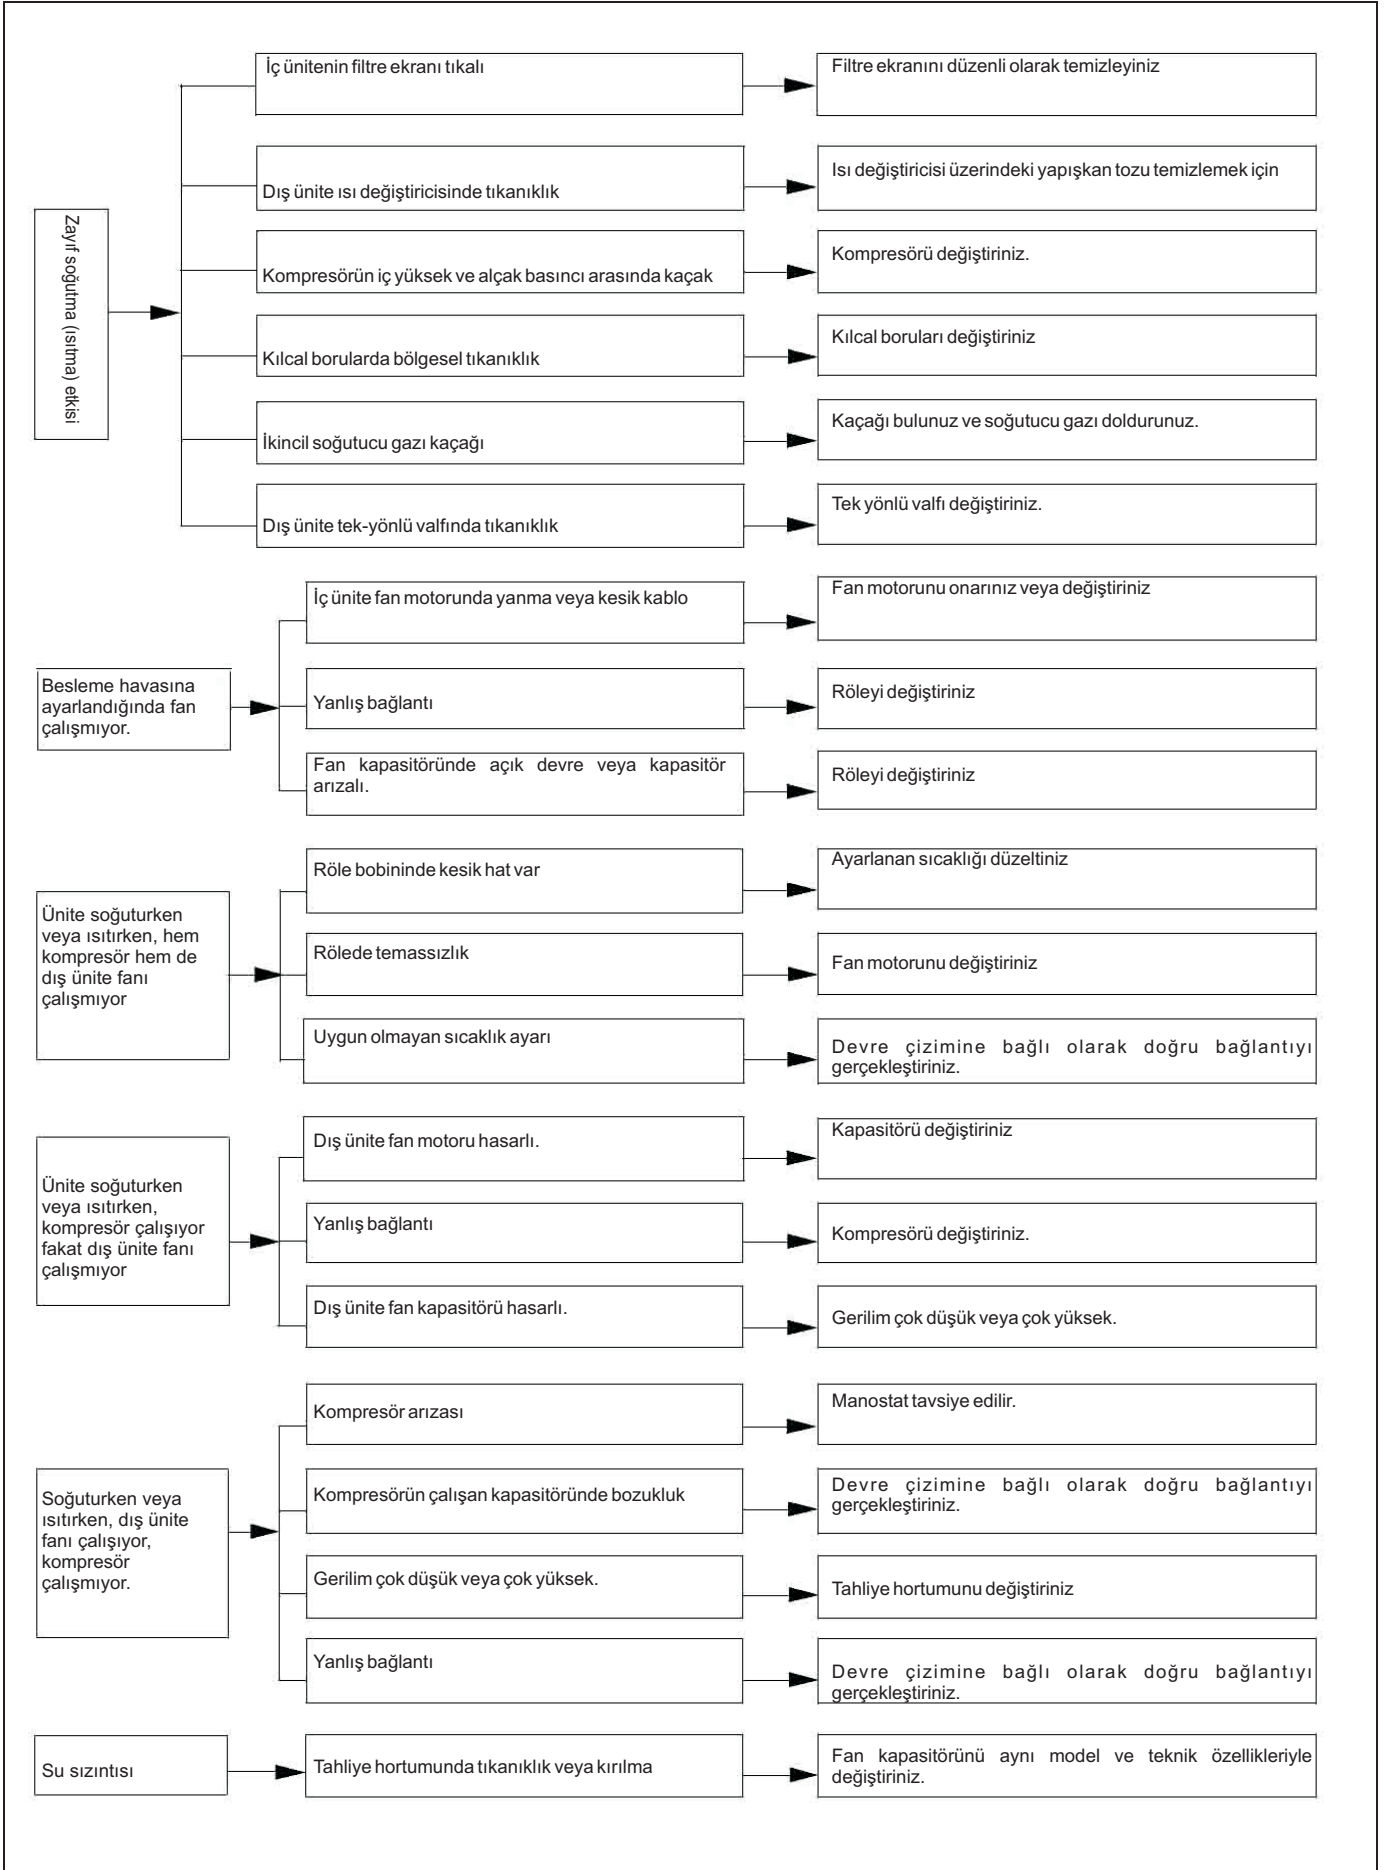 İç ünitenin filtre ekranı tıkalı
Filtre ekranını düzenli olarak temizleyiniz
Dış ünite ısı değiştiricisinde tıkanıklık
Isı değiştiricisi üzerindeki yapışkan tozu temizlemek için
Zayıf soğutma (ısıtma) etkisi
Kompresörün iç yüksek ve alçak basıncı arasında kaçak
Kompresörü değiştiriniz.
Kılcal borularda bölgesel tıkanıklık
Kılcal boruları değiştiriniz
İkincil soğutucu gazı kaçağı
Kaçağı bulunuz ve soğutucu gazı doldurunuz.
Dış ünite tek-yönlü valfında tıkanıklık
Tek yönlü valfı değiştiriniz.
Besleme havasına
ayarlandığında fan
çalışmıyor.
İç ünite fan motorunda yanma veya kesik kablo
Fan motorunu onarınız veya değiştiriniz
Yanlış bağlantı
Röleyi değiştiriniz
Fan kapasitöründe açık devre veya kapasitör
arızalı.
Röleyi değiştiriniz
Ünite soğuturken
veya ısıtırken, hem
kompresör hem de
dış ünite fanı
çalışmıyor
Röle bobininde kesik hat var
Ayarlanan sıcaklığı düzeltiniz
Rölede temassızlık
Fan motorunu değiştiriniz
Uygun olmayan sıcaklık ayarı
Devre çizimine bağlı olarak doğru bağlantıyı
gerçekleştiriniz.
Ünite soğuturken
veya ısıtırken,
kompresör çalışıyor
fakat dış ünite fanı
çalışmıyor
Dış ünite fan motoru hasarlı.
Kapasitörü değiştiriniz
Yanlış bağlantı
Kompresörü değiştiriniz.
Dış ünite fan kapasitörü hasarlı.
Gerilim çok düşük veya çok yüksek.
Soğuturken veya
ısıtırken, dış ünite
fanı çalışıyor,
kompresör
çalışmıyor.
Kompresör arızası
Manostat tavsiye edilir.
Kompresörün çalışan kapasitöründe bozukluk
Devre çizimine bağlı olarak doğru bağlantıyı
gerçekleştiriniz.
Gerilim çok düşük veya çok yüksek.
Tahliye hortumunu değiştiriniz
Yanlış bağlantı
Devre çizimine bağlı olarak doğru bağlantıyı
gerçekleştiriniz.
Su sızıntısı
Tahliye hortumunda tıkanıklık veya kırılma
Fan kapasitörünü aynı model ve teknik özellikleriyle
değiştiriniz.